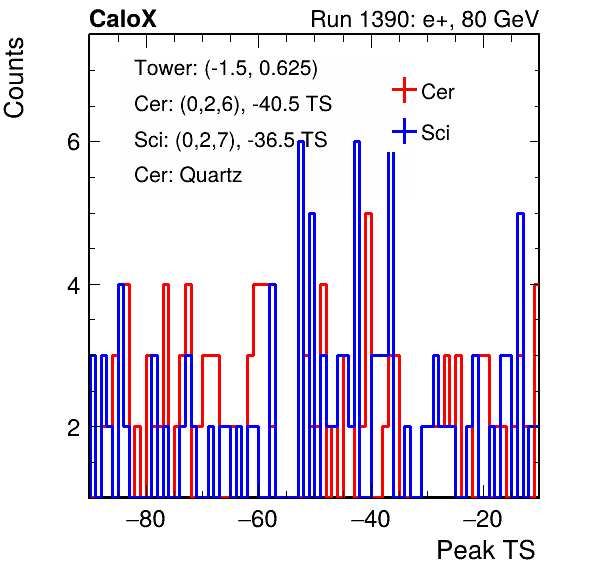 CaloX Run 1390: e+, 80 GeV
Counts
Tower: (-1.5, 0.625)
Cer: (0,2,6), -40.5 TS
Sci: (0,2,7), -36.5 TS
Cer: Quartz
Cer
Sci
6
4
2
−80 −60 −40 −20
Peak TS